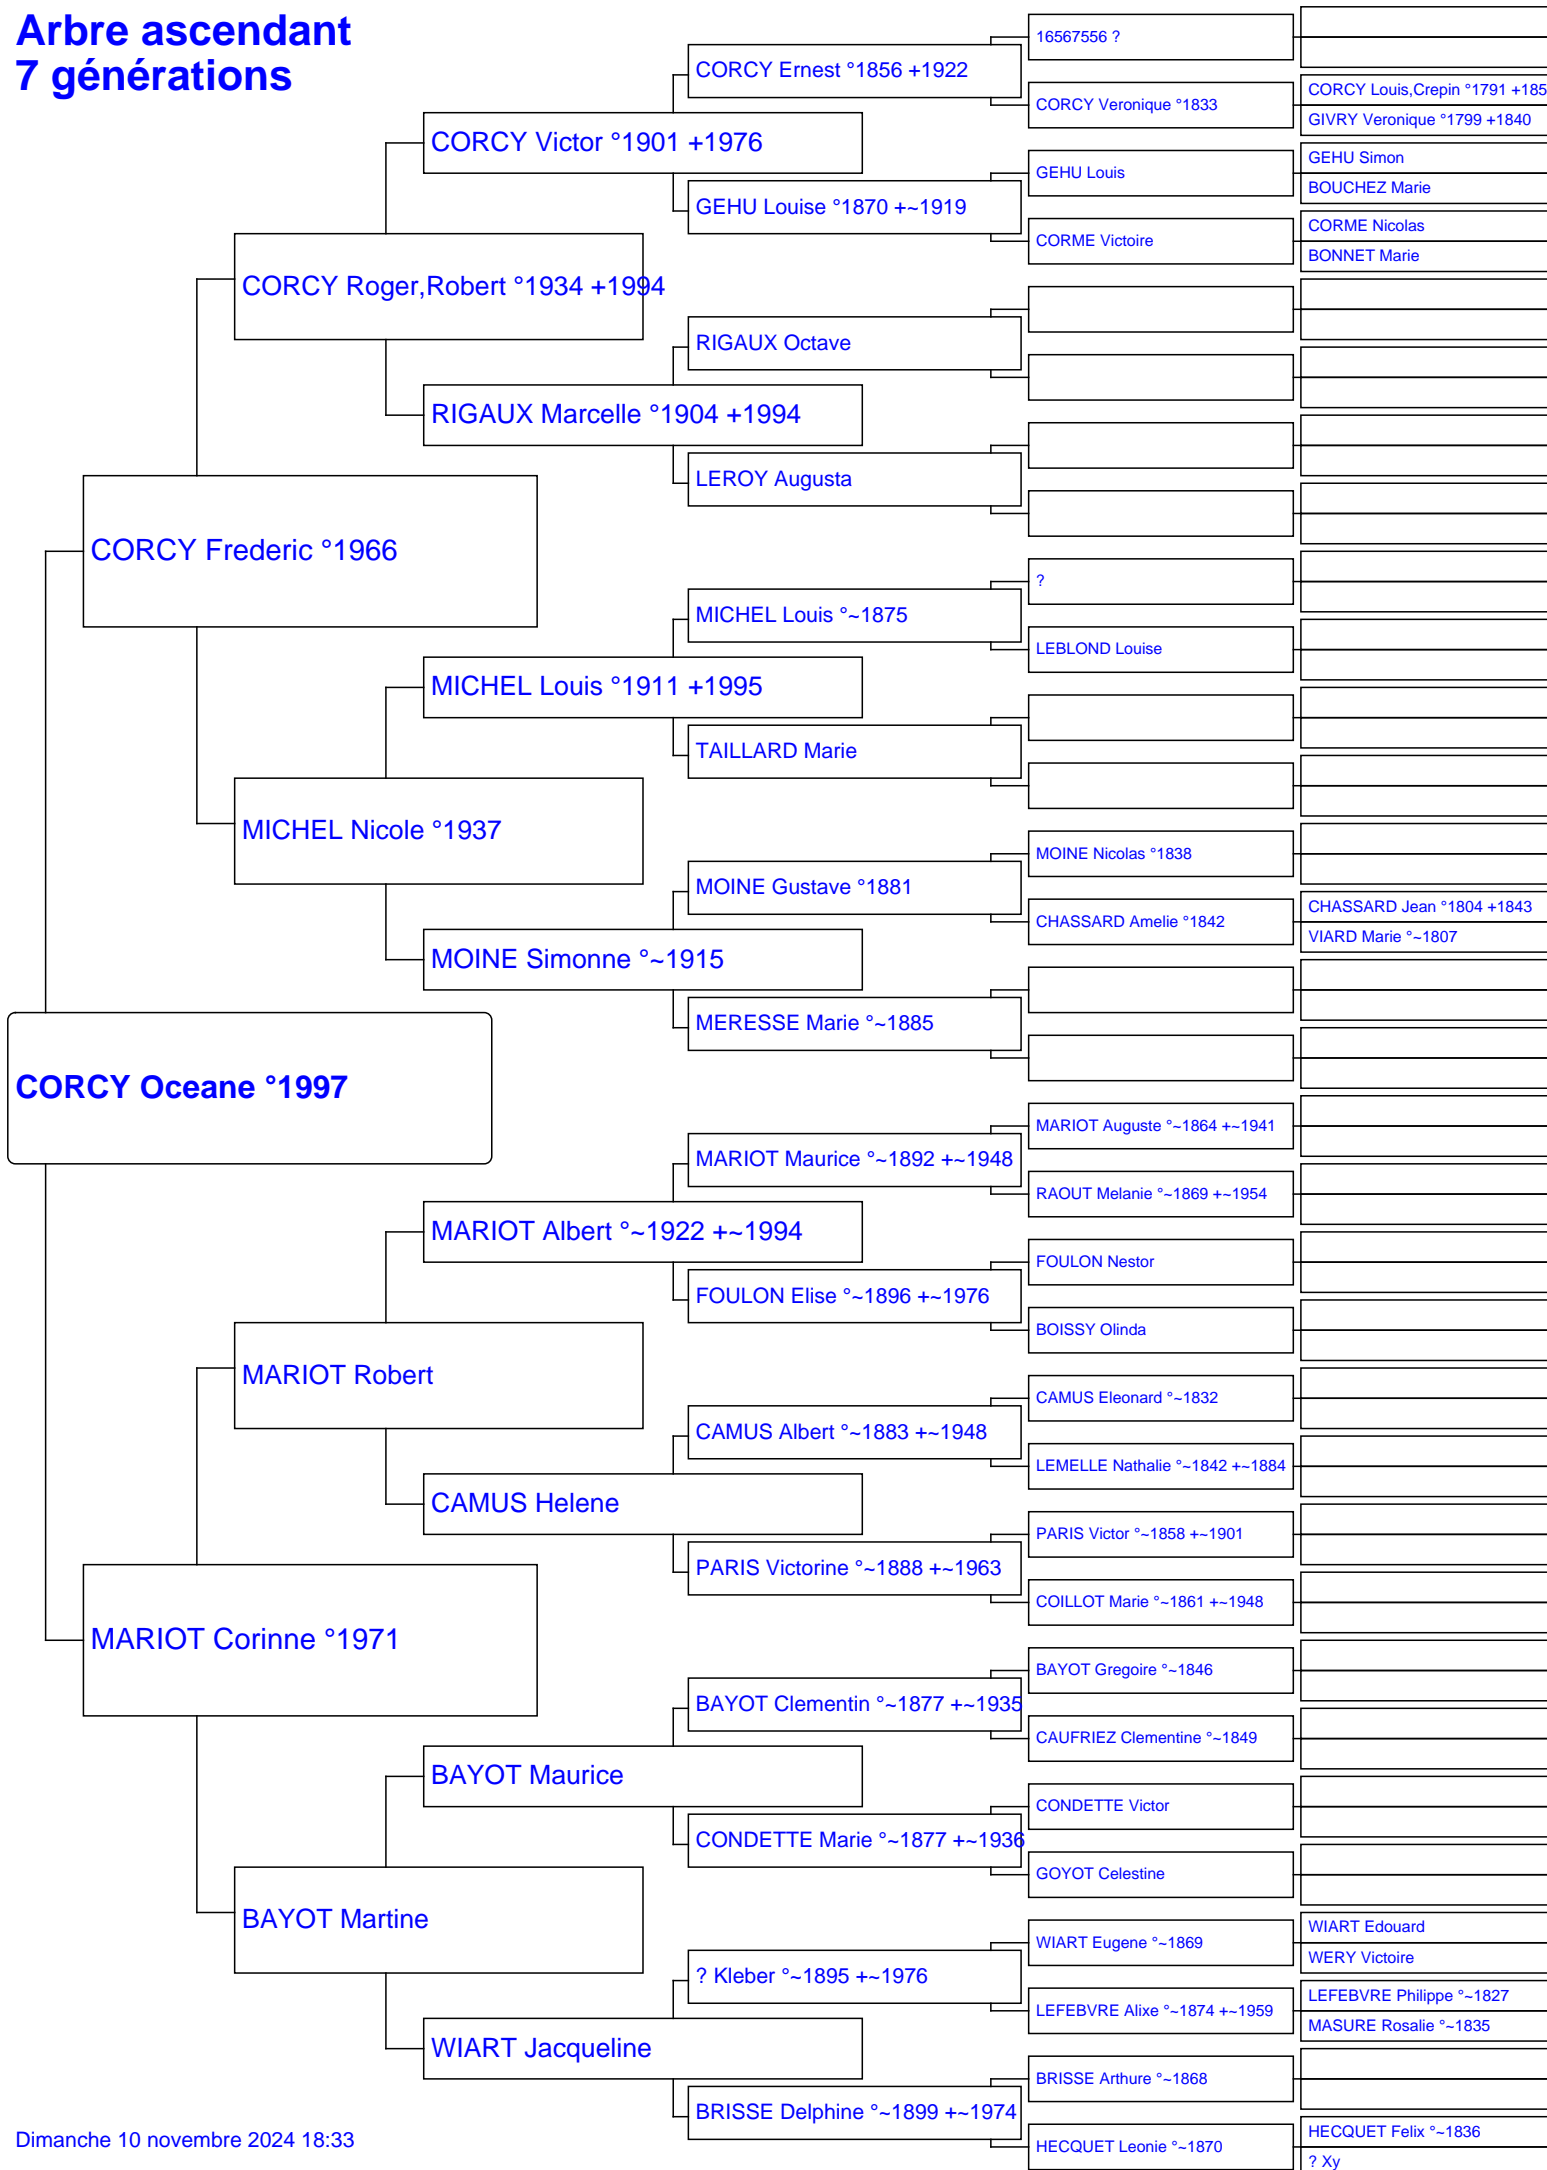 Arbre ascendant
7 générations
16567556 ?
CORCY Ernest °1856 +1922
CORCY Louis,Crepin °1791 +185
CORCY Veronique °1833
GIVRY Veronique °1799 +1840
CORCY Victor °1901 +1976
GEHU Simon
GEHU Louis
BOUCHEZ Marie
GEHU Louise °1870 +~1919
CORME Nicolas
CORME Victoire
BONNET Marie
CORCY Roger,Robert °1934 +1994
RIGAUX Octave
RIGAUX Marcelle °1904 +1994
LEROY Augusta
CORCY Frederic °1966
?
MICHEL Louis °~1875
LEBLOND Louise
MICHEL Louis °1911 +1995
TAILLARD Marie
MICHEL Nicole °1937
MOINE Nicolas °1838
MOINE Gustave °1881
CHASSARD Jean °1804 +1843
CHASSARD Amelie °1842
VIARD Marie °~1807
MOINE Simonne °~1915
MERESSE Marie °~1885
CORCY Oceane °1997
MARIOT Auguste °~1864 +~1941
MARIOT Maurice °~1892 +~1948
RAOUT Melanie °~1869 +~1954
MARIOT Albert °~1922 +~1994
FOULON Nestor
FOULON Elise °~1896 +~1976
BOISSY Olinda
MARIOT Robert
CAMUS Eleonard °~1832
CAMUS Albert °~1883 +~1948
LEMELLE Nathalie °~1842 +~1884
CAMUS Helene
PARIS Victor °~1858 +~1901
PARIS Victorine °~1888 +~1963
COILLOT Marie °~1861 +~1948
MARIOT Corinne °1971
BAYOT Gregoire °~1846
BAYOT Clementin °~1877 +~1935
CAUFRIEZ Clementine °~1849
BAYOT Maurice
CONDETTE Victor
CONDETTE Marie °~1877 +~1936
GOYOT Celestine
BAYOT Martine
WIART Edouard
WIART Eugene °~1869
WERY Victoire
? Kleber °~1895 +~1976
LEFEBVRE Philippe °~1827
LEFEBVRE Alixe °~1874 +~1959
MASURE Rosalie °~1835
WIART Jacqueline
BRISSE Arthure °~1868
BRISSE Delphine °~1899 +~1974
HECQUET Felix °~1836
HECQUET Leonie °~1870
? Xy
Dimanche 10 novembre 2024 18:33